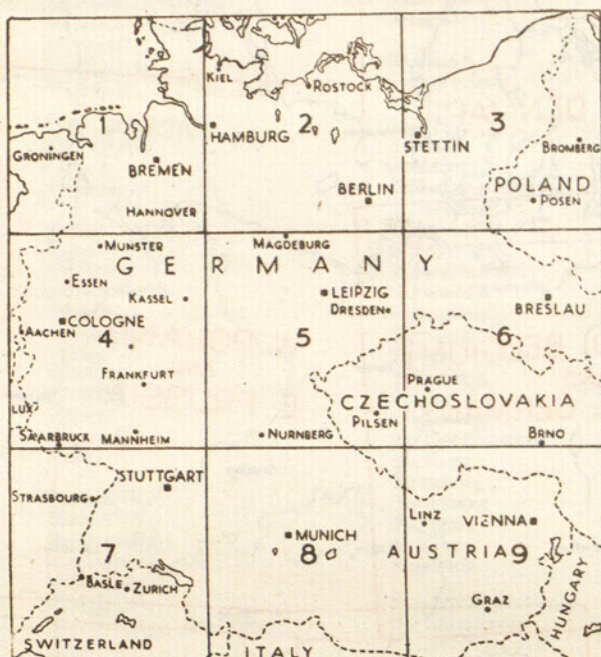 KIEL
ROSTOCK
1
2
3
HAMBURG
STETTIN
BROMBERG
GRONINGEN
BREMEN
BERLIN
POLAND
POSEN
HANNOVER
MUNSTER
MAGDEBURG
GERMANY
ESSEN
KASSEL
LEIPZIG
DRESDEN
BRESLAU
COLOGNE
AACHEN
4
5
6
FRANKFURT
PRAGUE
CZECHOSLOVAKIA
LUX.
PILSEN
SAARBRUCK
MANNHEIM
NURNBERG
BRNO
STUTTGART
STRASBOURG
LINZ
VIENNA
MUNICH
7
8
AUSTRIA
9
BASLE
ZURICH
GRAZ
HUNGARY
SWITZERLAND
ITALY